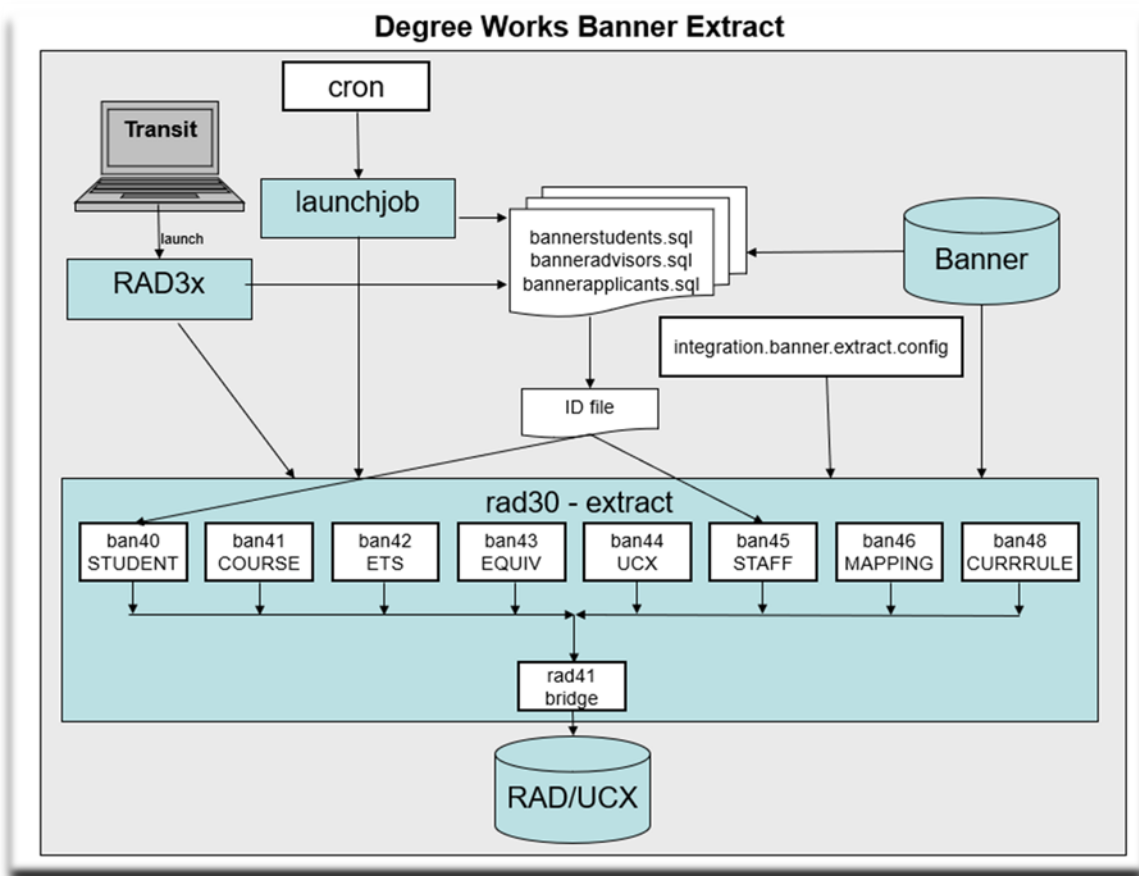 Degree Works Banner Extract
cron
Transit
launchjob
launch
RAD3x
bannerstudents.sql
banneradvisors.sql
bannerapplicants.sql
Banner
integration.banner.extract.config
ID file
rad30 - extract
ban40
STUDENT
ban41
COURSE
ban42
ETS
ban43
EQUIV
ban44
UCX
ban45
STAFF
ban46
MAPPING
ban48
CURRRULE
rad41
bridge
RAD/UCX